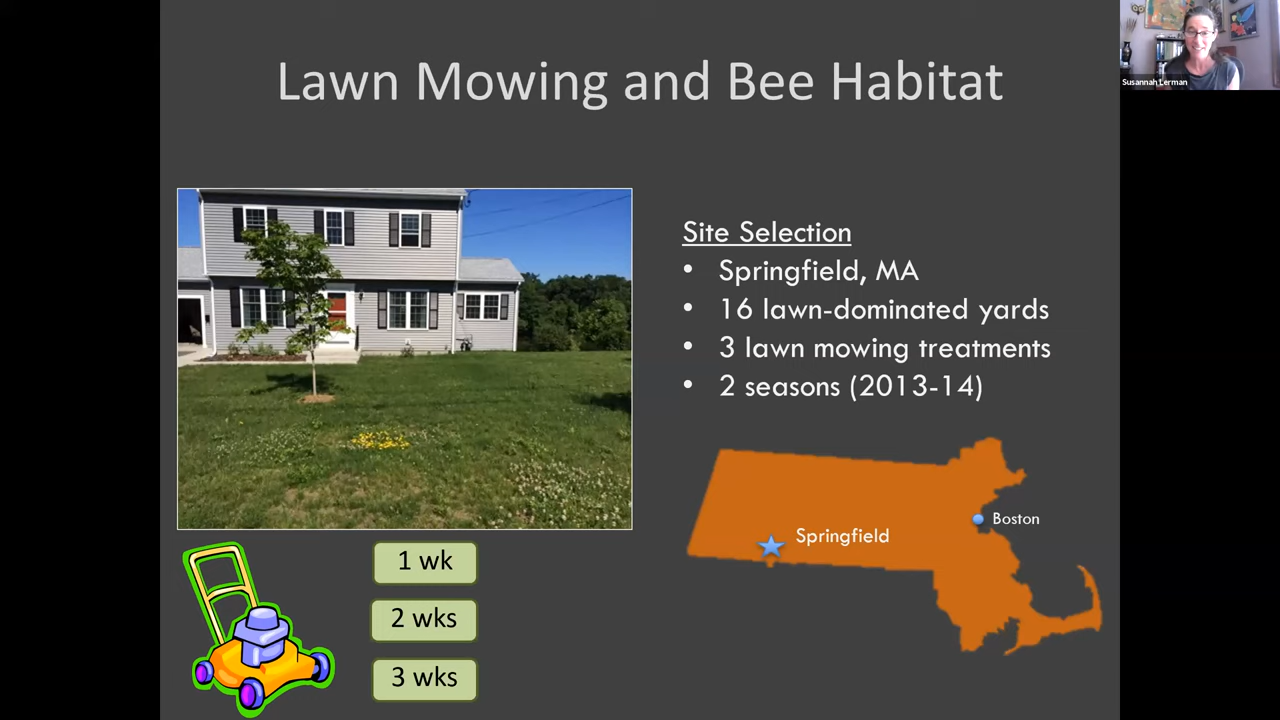 Lawn Mowing and Bee Habitat
Susannah Lerman
Site Selection
• Springfield, MA
• 16 lawn-dominated yards
• 3 lawn mowing treatments
• 2 seasons (2013-14)
Springfield
Boston
1 wk
2 wks
3 wks